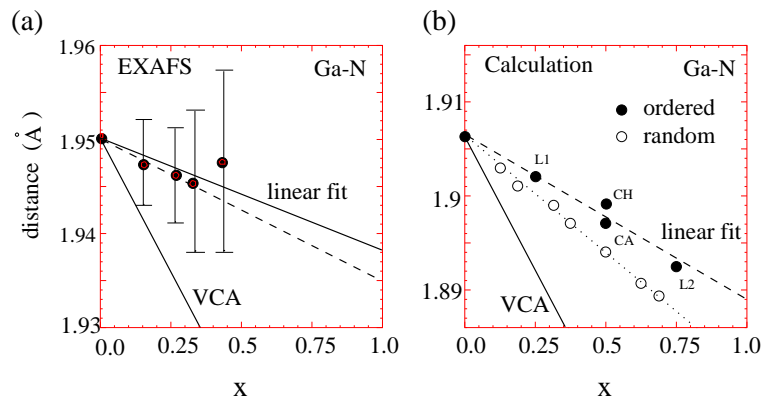 (a)
1.96
EXAFS
Ga-N
1.95
distance (Å)
linear fit
1.94
VCA
1.93
0
0.25
0.5
0.75
1.0
x
(b)
Calculation
Ga-N
1.91
ordered
random
L1
CH
1.9
linear fit
CA
L2
1.89
VCA
0
0.25
0.5
0.75
1.0
x